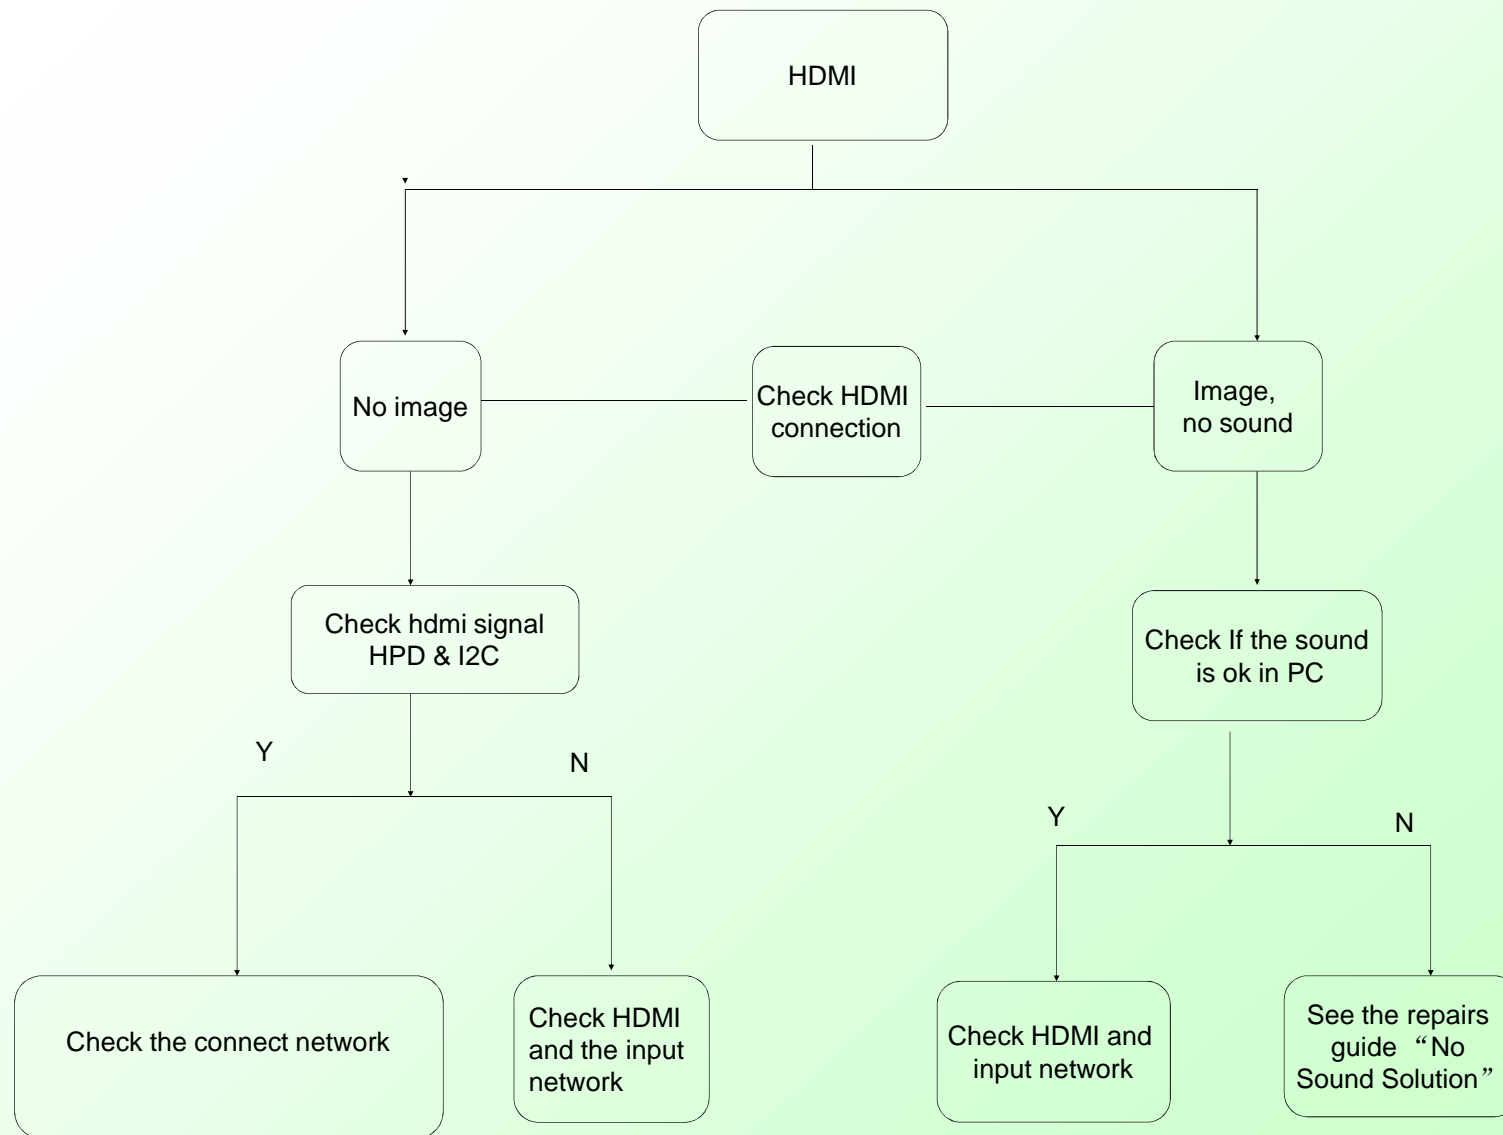 HDMI
No image
Check HDMI
connection
Image,
no sound
Check hdmi signal
HPD & I2C
Check If the sound
is ok in PC
Y
N
Y
N
Check the connect network
Check HDMI
and the input
network
Check HDMI and
input network
See the repairs
guide “No
Sound Solution”